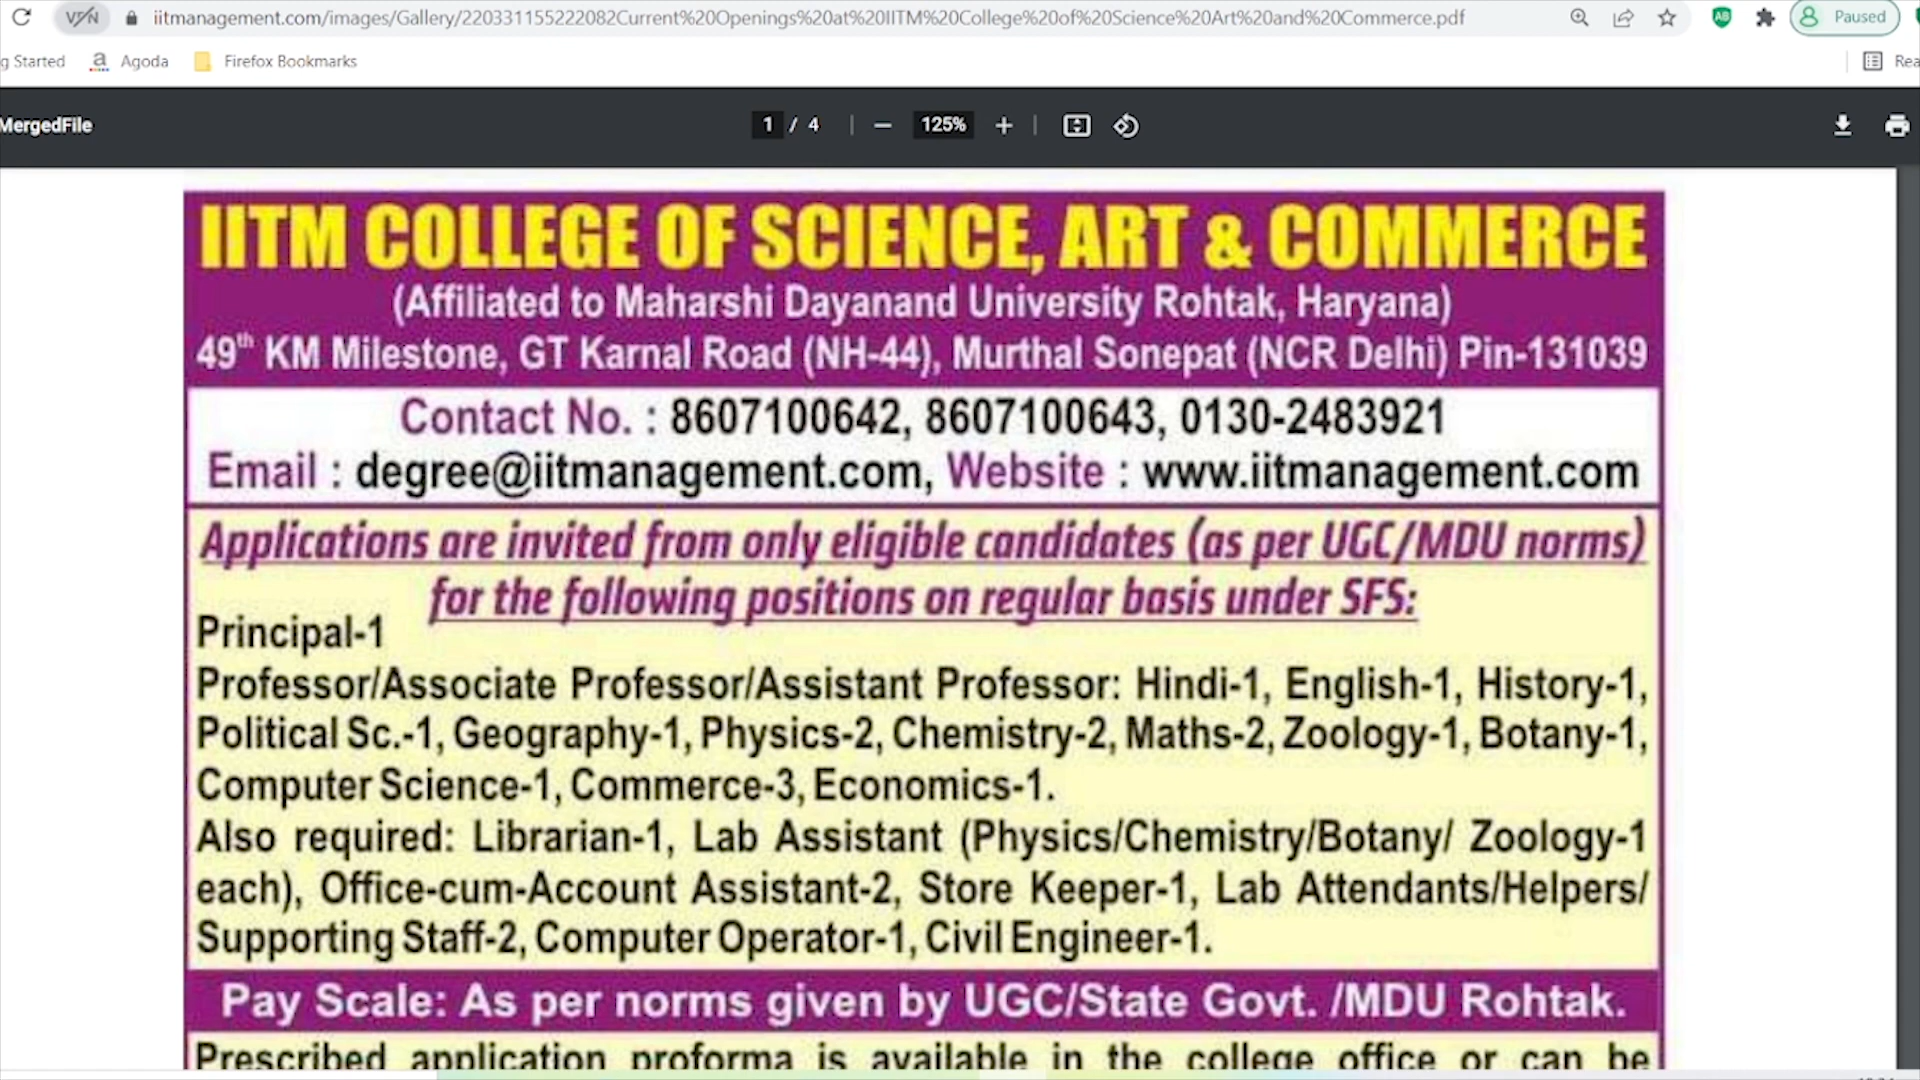 iitmanagement.com/images/Gallery/220331155222082Current%20Openings%20at%20IITM%20College%20of%20Science%20Art%20and%20Commerce.pdf
Paused
g Started Agoda Firefox Bookmarks Rea
MergedFile 1 / 4 125%
IITM COLLEGE OF SCIENCE, ART & COMMERCE
(Affiliated to Maharshi Dayanand University Rohtak, Haryana)
49th KM Milestone, GT Karnal Road (NH-44), Murthal Sonepat (NCR Delhi) Pin-131039
Contact No. : 8607100642, 8607100643, 0130-2483921
Email : degree@iitmanagement.com, Website : www.iitmanagement.com
Applications are invited from only eligible candidates (as per UGC/MDU norms)
for the following positions on regular basis under SFS:
Principal-1
Professor/Associate Professor/Assistant Professor: Hindi-1, English-1, History-1,
Political Sc.-1, Geography-1, Physics-2, Chemistry-2, Maths-2, Zoology-1, Botany-1,
Computer Science-1, Commerce-3, Economics-1.
Also required: Librarian-1, Lab Assistant (Physics/Chemistry/Botany/ Zoology-1
each), Office-cum-Account Assistant-2, Store Keeper-1, Lab Attendants/Helpers/
Supporting Staff-2, Computer Operator-1, Civil Engineer-1.
Pay Scale: As per norms given by UGC/State Govt. /MDU Rohtak.
Prescribed application proforma is available in the college office or can be